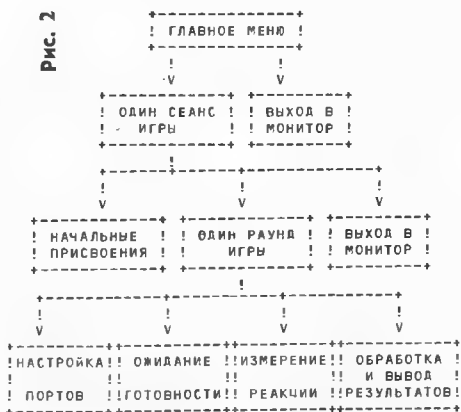 Рис. 2
ГЛАВНОЕ МЕНЮ
ОДИН СЕАНС ИГРЫ
ВЫХОД В МОНИТОР
НАЧАЛЬНЫЕ ПРИСВОЕНИЯ
ОДИН РАУНД ИГРЫ
ВЫХОД В МОНИТОР
НАСТРОЙКА ПОРТОВ
ОЖИДАНИЕ ГОТОВНОСТИ
ИЗМЕРЕНИЕ РЕАКЦИИ
ОБРАБОТКА И ВЫВОД РЕЗУЛЬТАТОВ